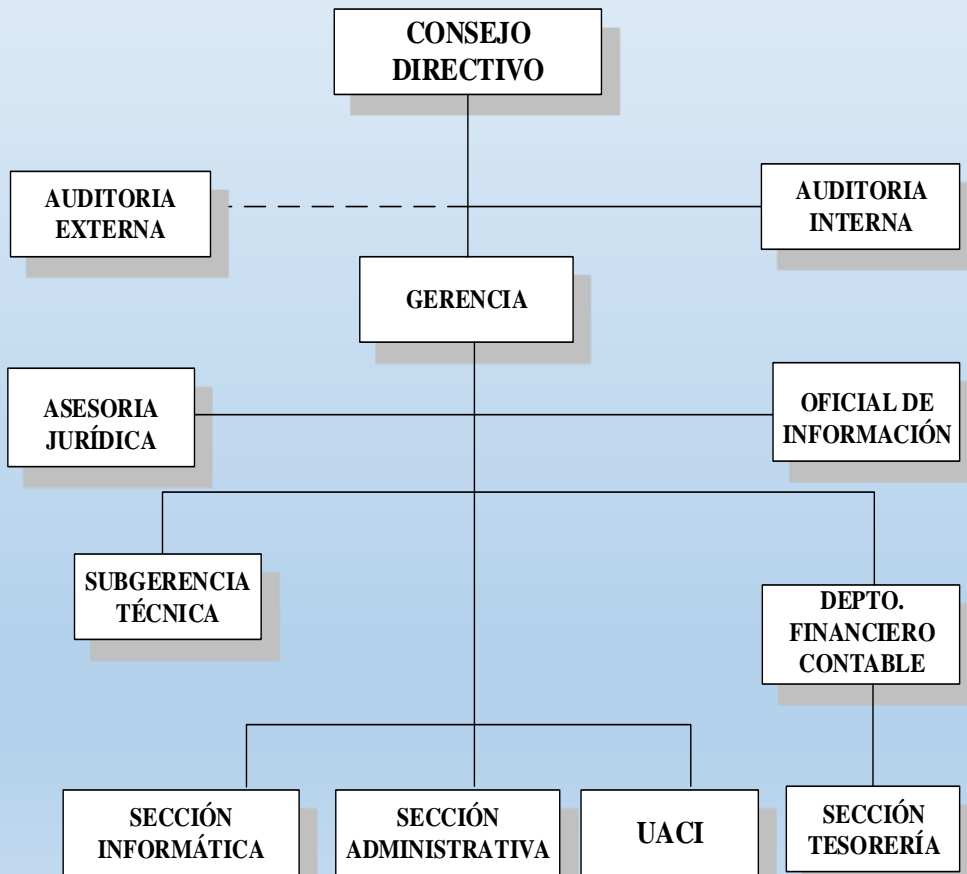 CONSEJO
DIRECTIVO
AUDITORIA
EXTERNA
AUDITORIA
INTERNA
GERENCIA
ASESORIA
JURÍDICA
OFICIAL DE
INFORMACIÓN
SUBGERENCIA
TÉCNICA
DEPTO.
FINANCIERO
CONTABLE
SECCIÓN
INFORMÁTICA
SECCIÓN
ADMINISTRATIVA
UACI
SECCIÓN
TESORERÍA